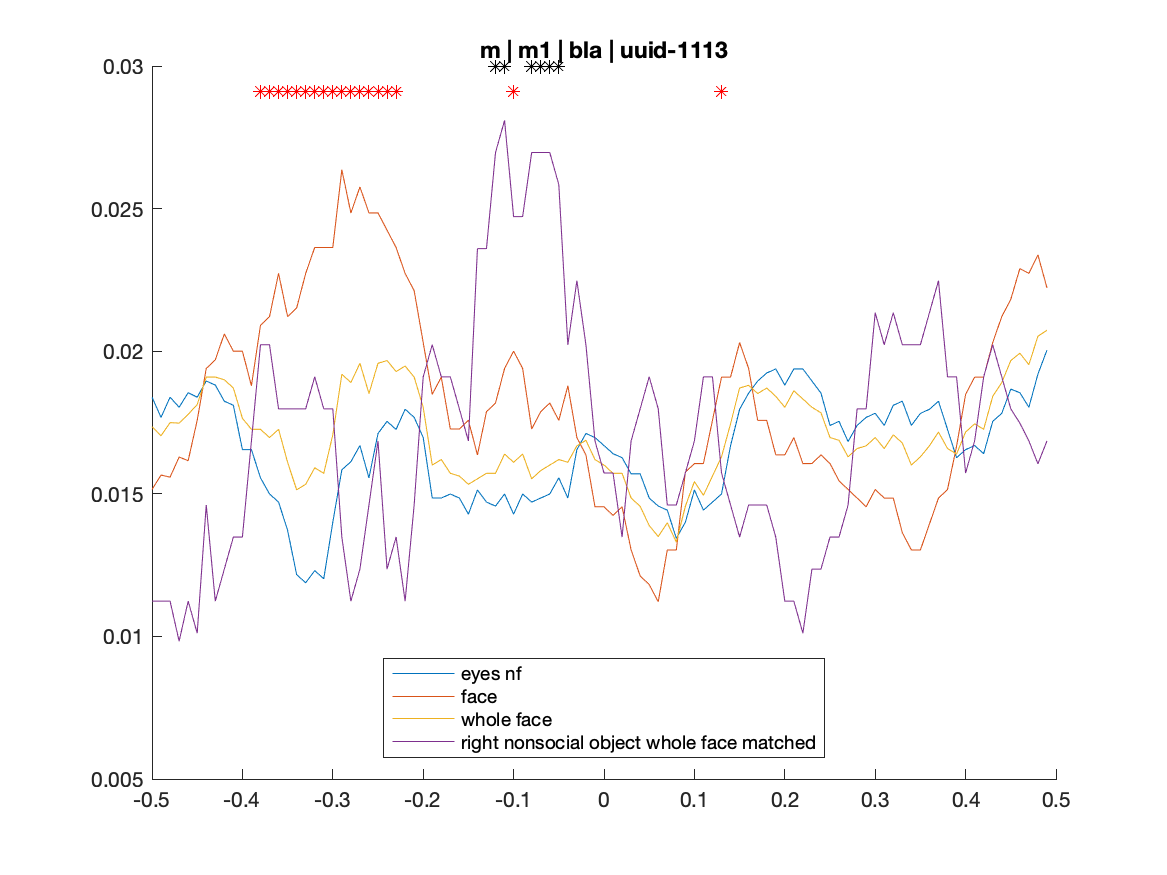 m | m1 | bla | uuid-1113
0.03
0.025
0.02
0.015
0.01
0.005
eyes nf
face
whole face
right nonsocial object whole face matched
-0.5 -0.4 -0.3 -0.2 -0.1 0 0.1 0.2 0.3 0.4 0.5